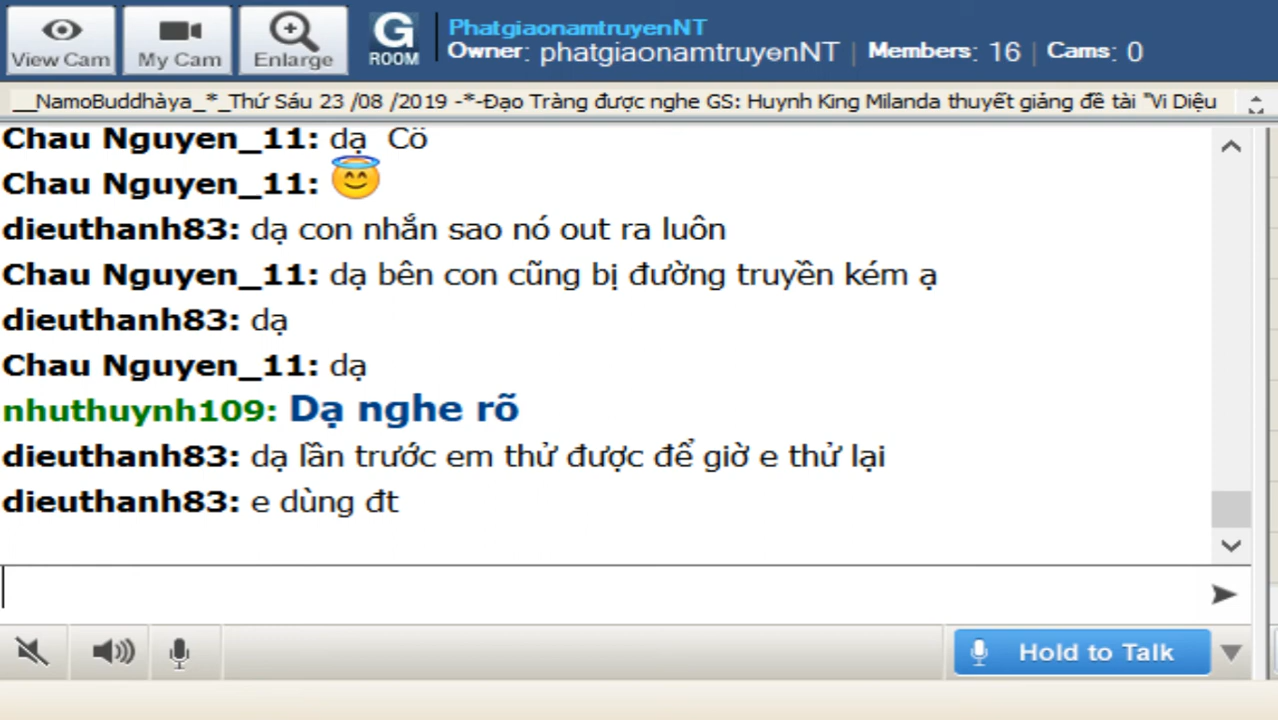 View Cam
My Cam
Enlarge
G
ROOM
PhatgiaonamtruyenNT
Owner: phatgiaonamtruyenNT | Members: 16 | Cams: 0
__NamoBuddhàya_*_Thứ Sáu 23 /08 /2019 -*-Đạo Tràng được nghe GS: Huynh King Milanda thuyết giảng đề tài "Vi Diệu
Chau Nguyen_11: dạ Cô
Chau Nguyen_11: 😇
dieuthanh83: dạ con nhắn sao nó out ra luôn
Chau Nguyen_11: dạ bên con cũng bị đường truyền kém ạ
dieuthanh83: dạ
Chau Nguyen_11: dạ
nhuthuynh109: Dạ nghe rõ
dieuthanh83: dạ lần trước em thử được để giờ e thử lại
dieuthanh83: e dùng đt
Hold to Talk